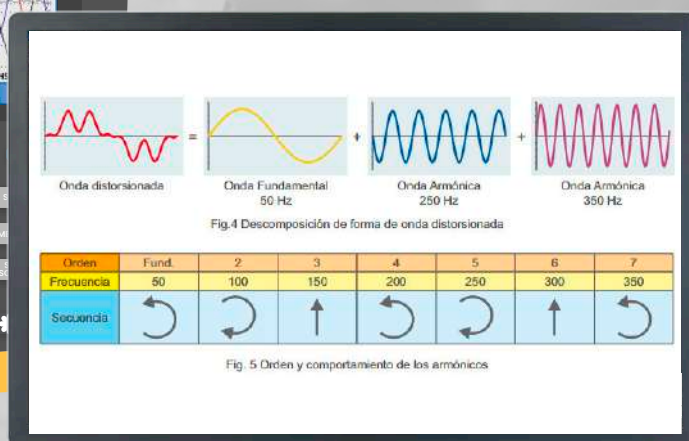 Onda distorsionada
=
Onda Fundamental
50 Hz
+
Onda Armónica
250 Hz
+
Onda Armónica
350 Hz
Fig.4 Descomposición de forma de onda distorsionada
Orden Fund. 2 3 4 5 6 7
Frecuencia 50 100 150 200 250 300 350
Secuencia
Fig. 5 Orden y comportamiento de los armónicos